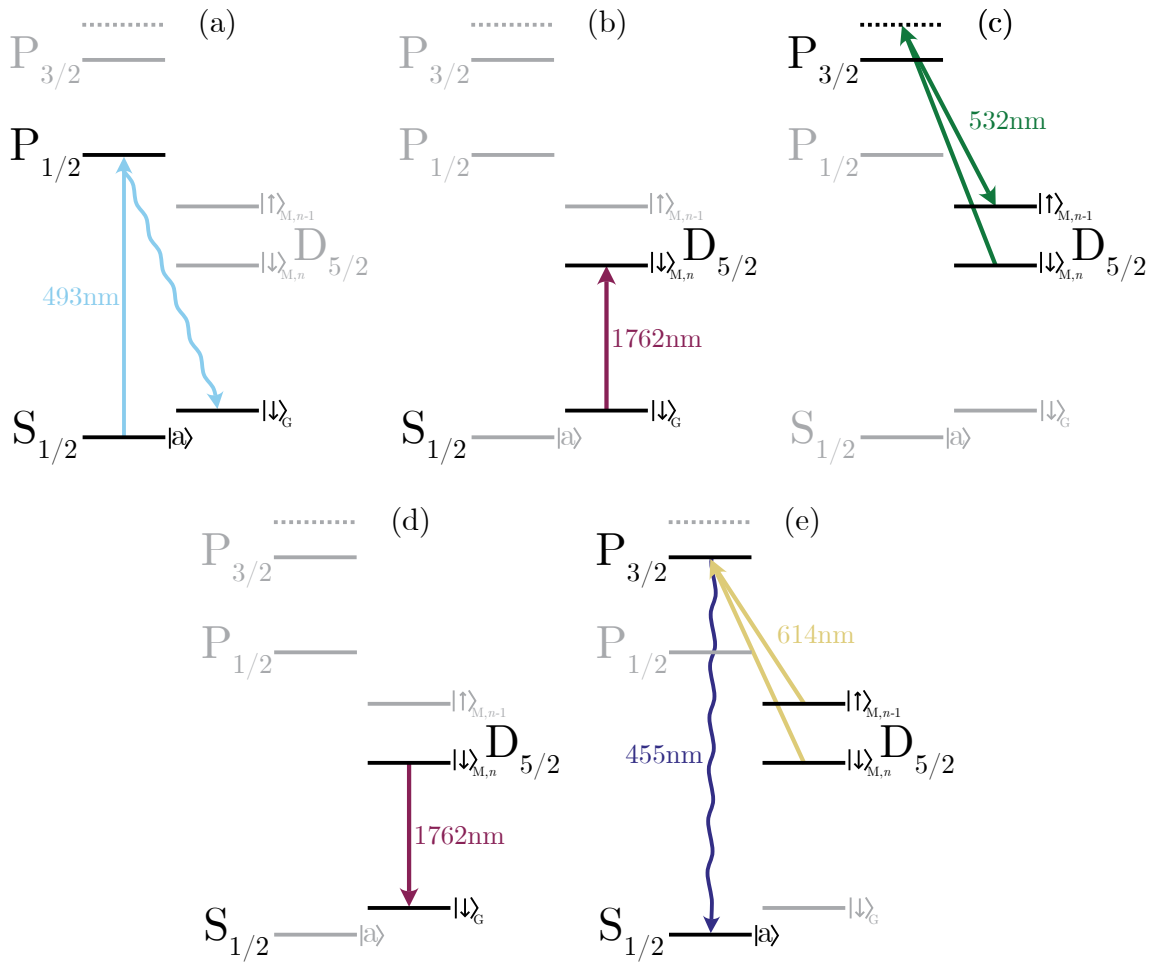 (a)
P3/2
P1/2
|↑⟩M,n-1
D5/2
|↓⟩M,n
493nm
|↓⟩G
S1/2
|a⟩
(b)
P3/2
P1/2
|↑⟩M,n-1
|↓⟩M,n D5/2
1762nm
|↓⟩G
S1/2
|a⟩
(c)
P3/2
532nm
P1/2
|↑⟩M,n-1
D5/2
|↓⟩M,n
|↓⟩G
S1/2
|a⟩
(d)
P3/2
P1/2
|↑⟩M,n-1
|↓⟩M,n D5/2
1762nm
|↓⟩G
S1/2
|a⟩
(e)
P3/2
614nm
P1/2
|↑⟩M,n-1
D5/2
|↓⟩M,n
455nm
|↓⟩G
S1/2
|a⟩